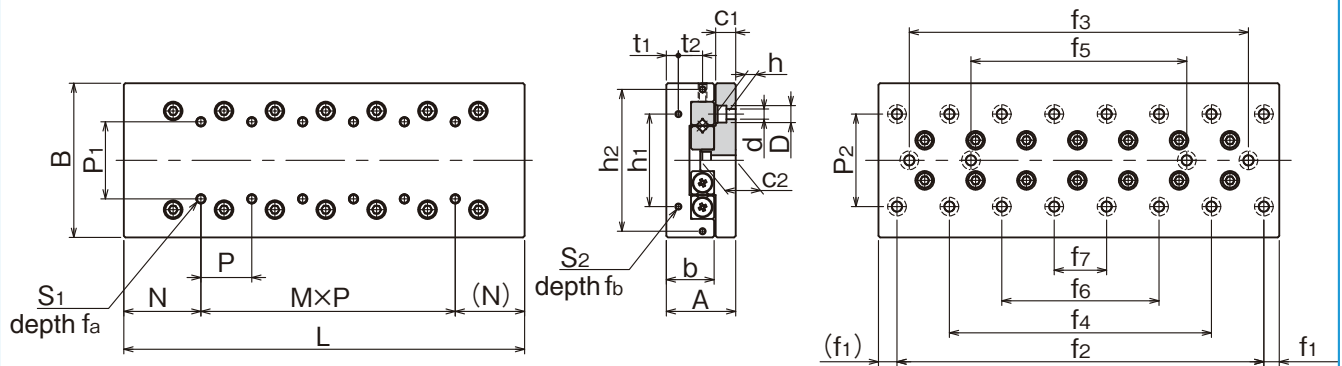 B
P1
S1
depth fa
P
N
M×P
(N)
L
t1
t2
c1
h
h2
h1
d
D
c2
S2
depth fb
b
A
f3
f5
P2
f7
f6
f4
(f1)
f2
f1